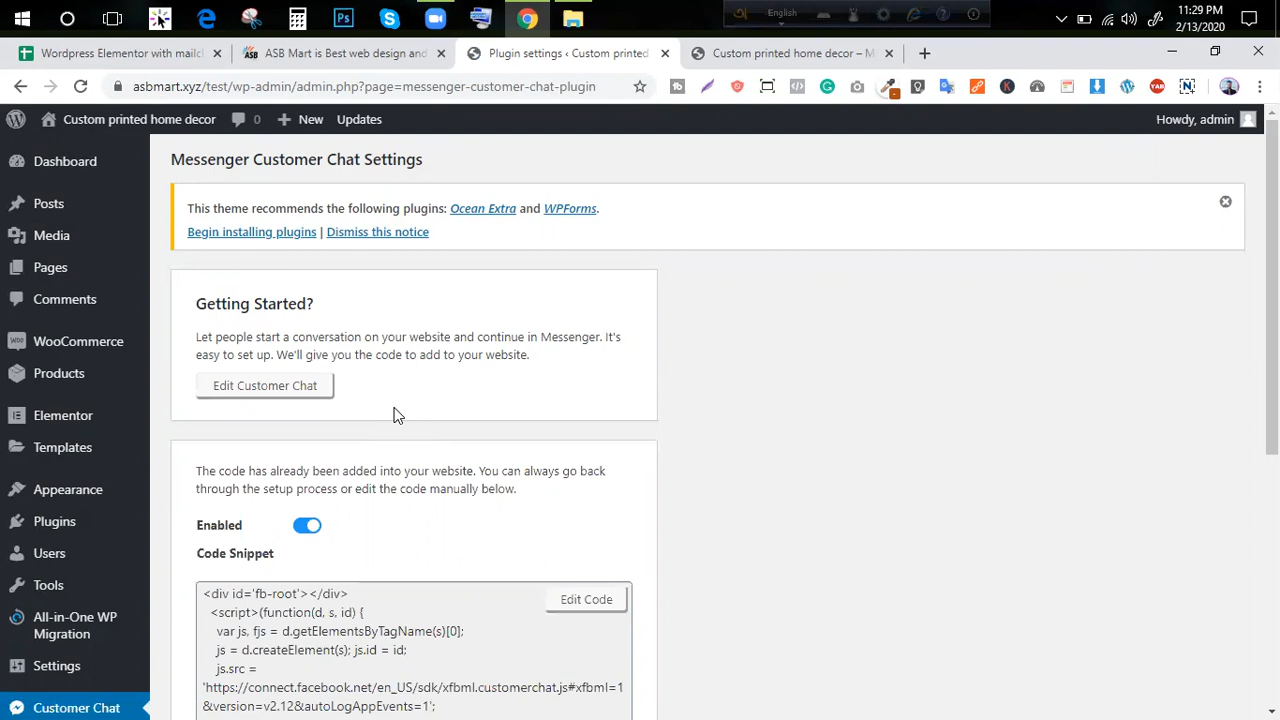 English
11:29 PM
2/13/2020
Wordpress Elementor with mailc
ASB Mart is Best web design and
Plugin settings ‹ Custom printed
Custom printed home decor – M
asbmart.xyz/test/wp-admin/admin.php?page=messenger-customer-chat-plugin
Custom printed home decor
0
New
Updates
Howdy, admin
Dashboard
Posts
Media
Pages
Comments
WooCommerce
Products
Elementor
Templates
Appearance
Plugins
Users
Tools
All-in-One WP
Migration
Settings
Customer Chat
Messenger Customer Chat Settings
This theme recommends the following plugins: Ocean Extra and WPForms.
Begin installing plugins | Dismiss this notice
Getting Started?
Let people start a conversation on your website and continue in Messenger. It's
easy to set up. We'll give you the code to add to your website.
Edit Customer Chat
The code has already been added into your website. You can always go back
through the setup process or edit the code manually below.
Enabled
Code Snippet
Edit Code
<div id='fb-root'></div>
<script>(function(d, s, id) {
var js, fjs = d.getElementsByTagName(s)[0];
js = d.createElement(s); js.id = id;
js.src =
'https://connect.facebook.net/en_US/sdk/xfbml.customerchat.js#xfbml=1
&version=v2.12&autoLogAppEvents=1';